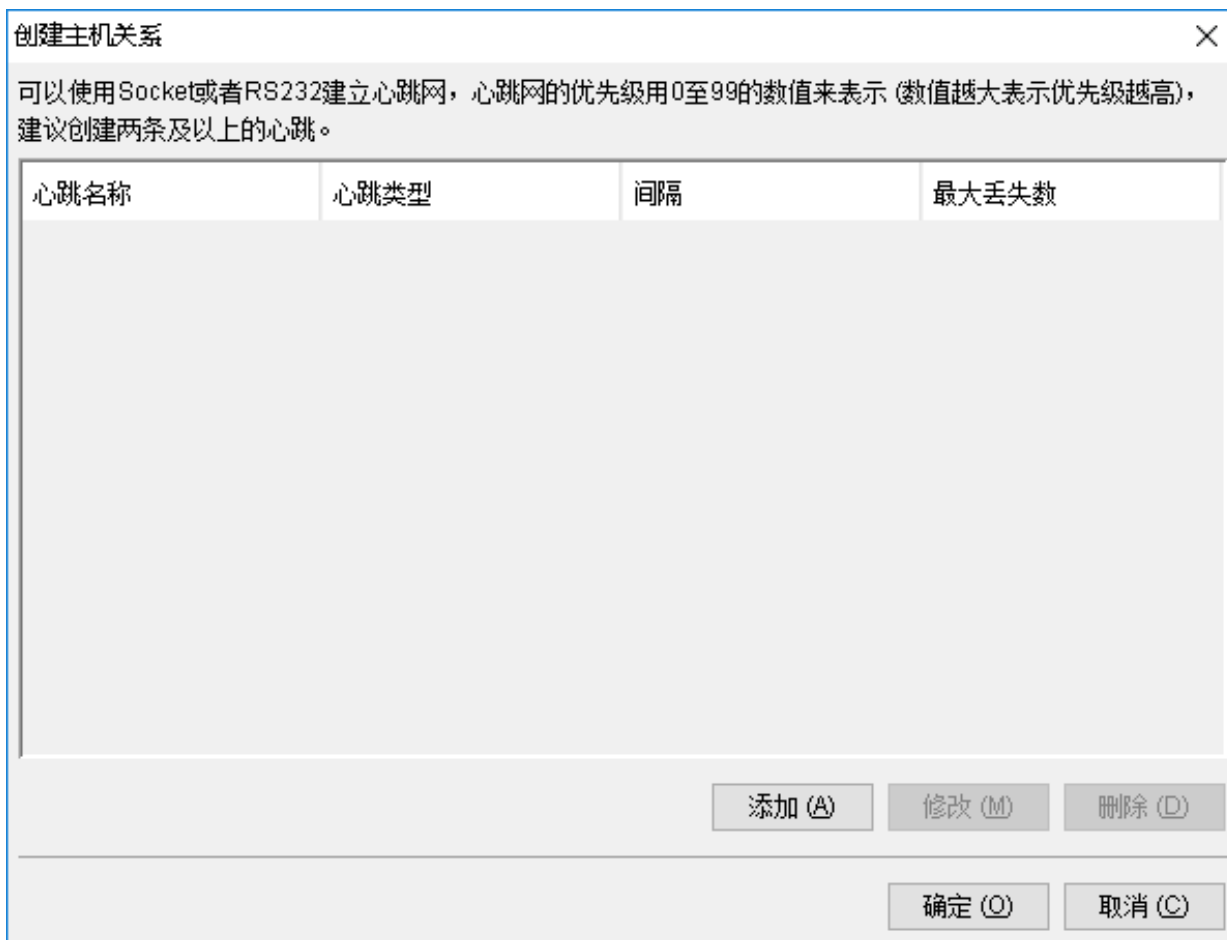 创建主机关系
可以使用Socket或者RS232建立心跳网，心跳网的优先级用0至99的数值来表示 (数值越大表示优先级越高)，
建议创建两条及以上的心跳。
心跳名称 心跳类型 间隔 最大丢失数
添加 (A) 修改 (M) 删除 (D)
确定 (O) 取消 (C)